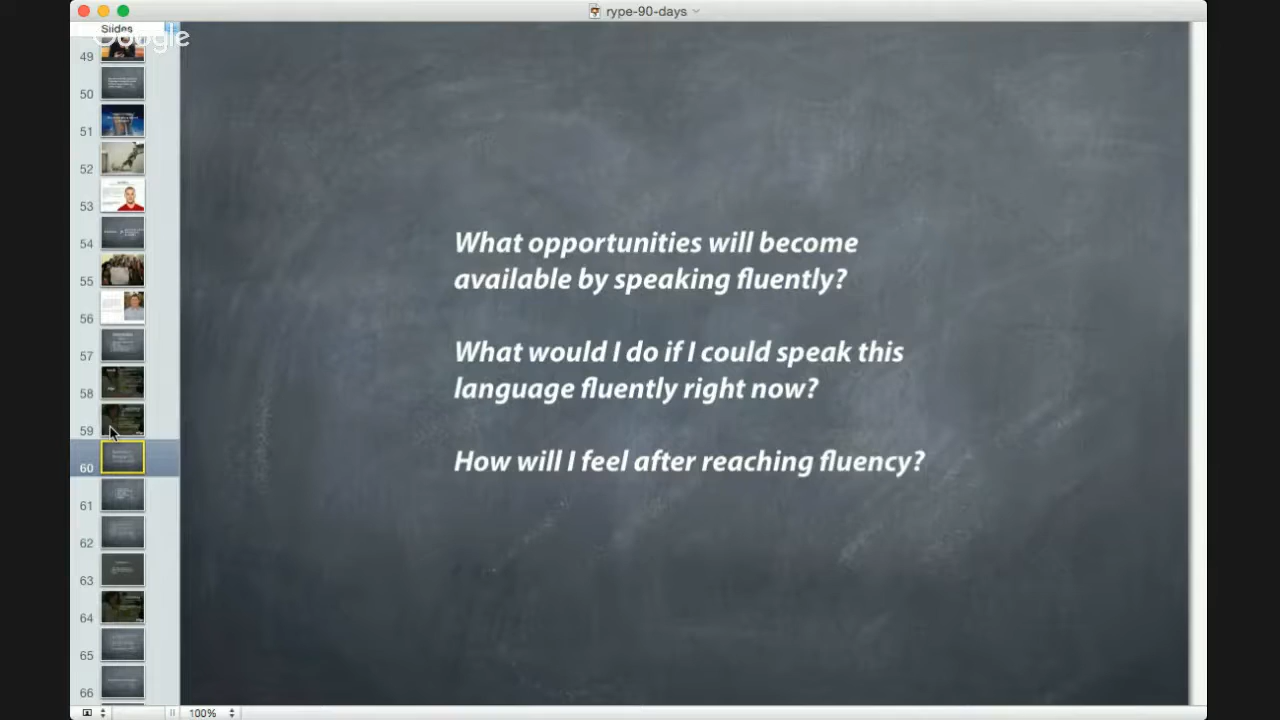 rype-90-days
Slides
Google
49
50
51
52
53
54
55
56
57
58
59
60
61
62
63
64
65
66
What opportunities will become
available by speaking fluently?
What would I do if I could speak this
language fluently right now?
How will I feel after reaching fluency?
100%